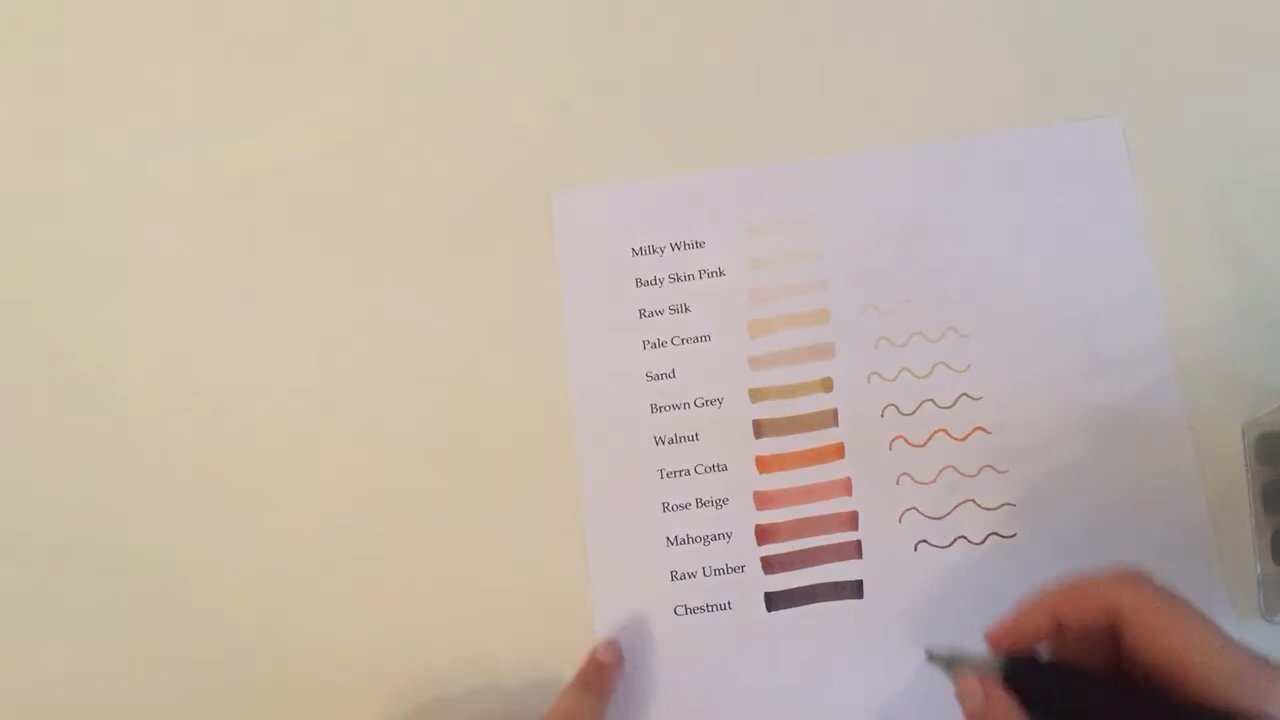 Milky White
Bady Skin Pink
Raw Silk
Pale Cream
Sand
Brown Grey
Walnut
Terra Cotta
Rose Beige
Mahogany
Raw Umber
Chestnut